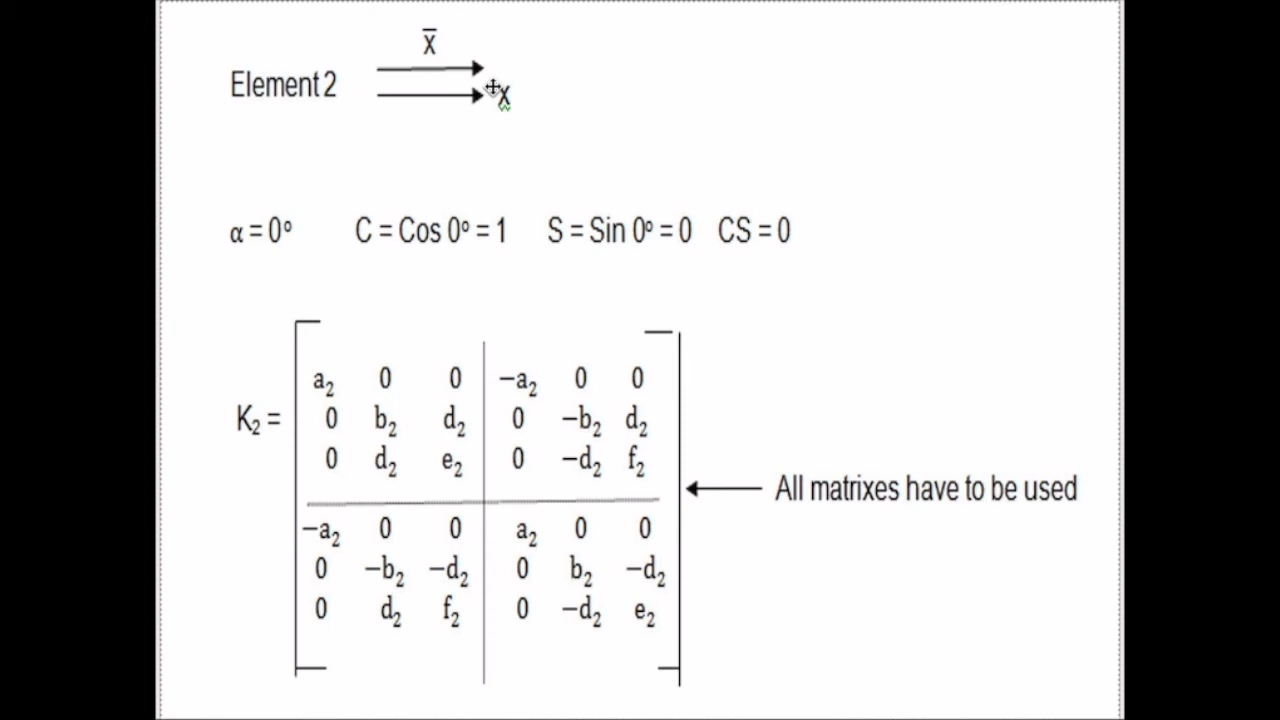 x̄
Element 2
x
α = 0° C = Cos 0° = 1 S = Sin 0° = 0 CS = 0
a₂ 0 0 −a₂ 0 0
K₂ = 0 b₂ d₂ 0 −b₂ d₂
0 d₂ e₂ 0 −d₂ f₂
All matrixes have to be used
−a₂ 0 0 a₂ 0 0
0 −b₂ −d₂ 0 b₂ −d₂
0 d₂ f₂ 0 −d₂ e₂